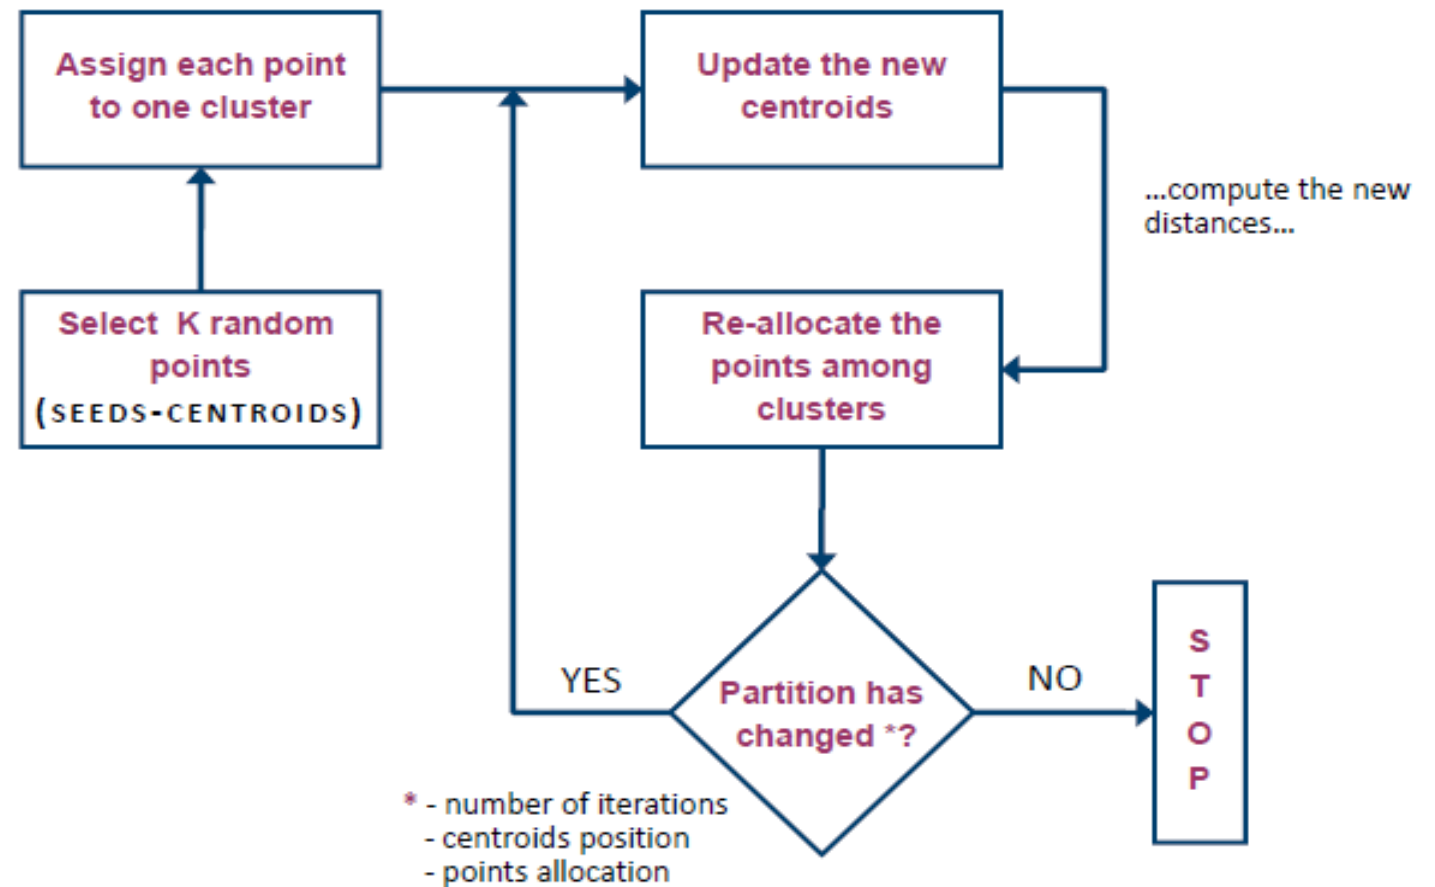 Assign each point
to one cluster
Update the new
centroids
...compute the new
distances...
Select K random
points
(SEEDS-CENTROIDS)
Re-allocate the
points among
clusters
YES
NO
Partition has
changed *?
S
T
O
P
* - number of iterations
- centroids position
- points allocation